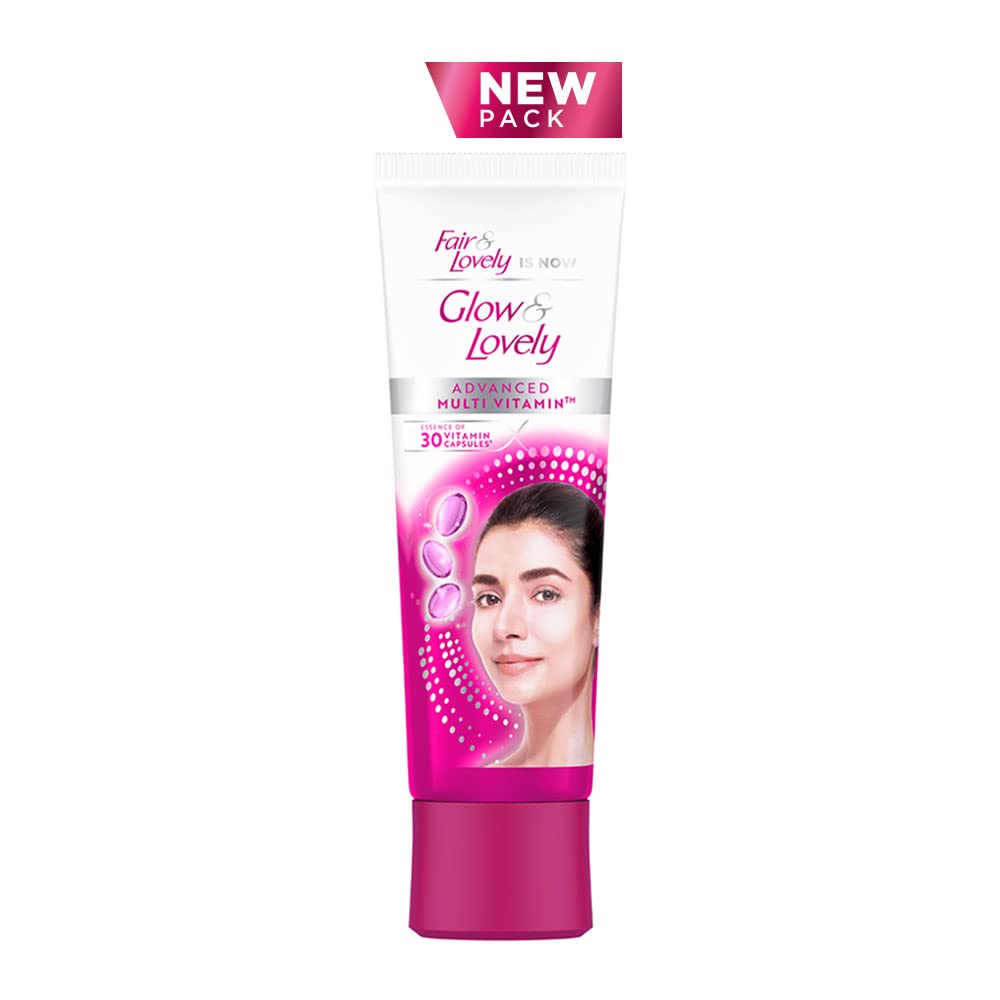 NEW
PACK
Fair &
Lovely IS NOW
Glow &
Lovely
ADVANCED
MULTI VITAMIN™
ESSENCE OF
30 VITAMIN
CAPSULES*